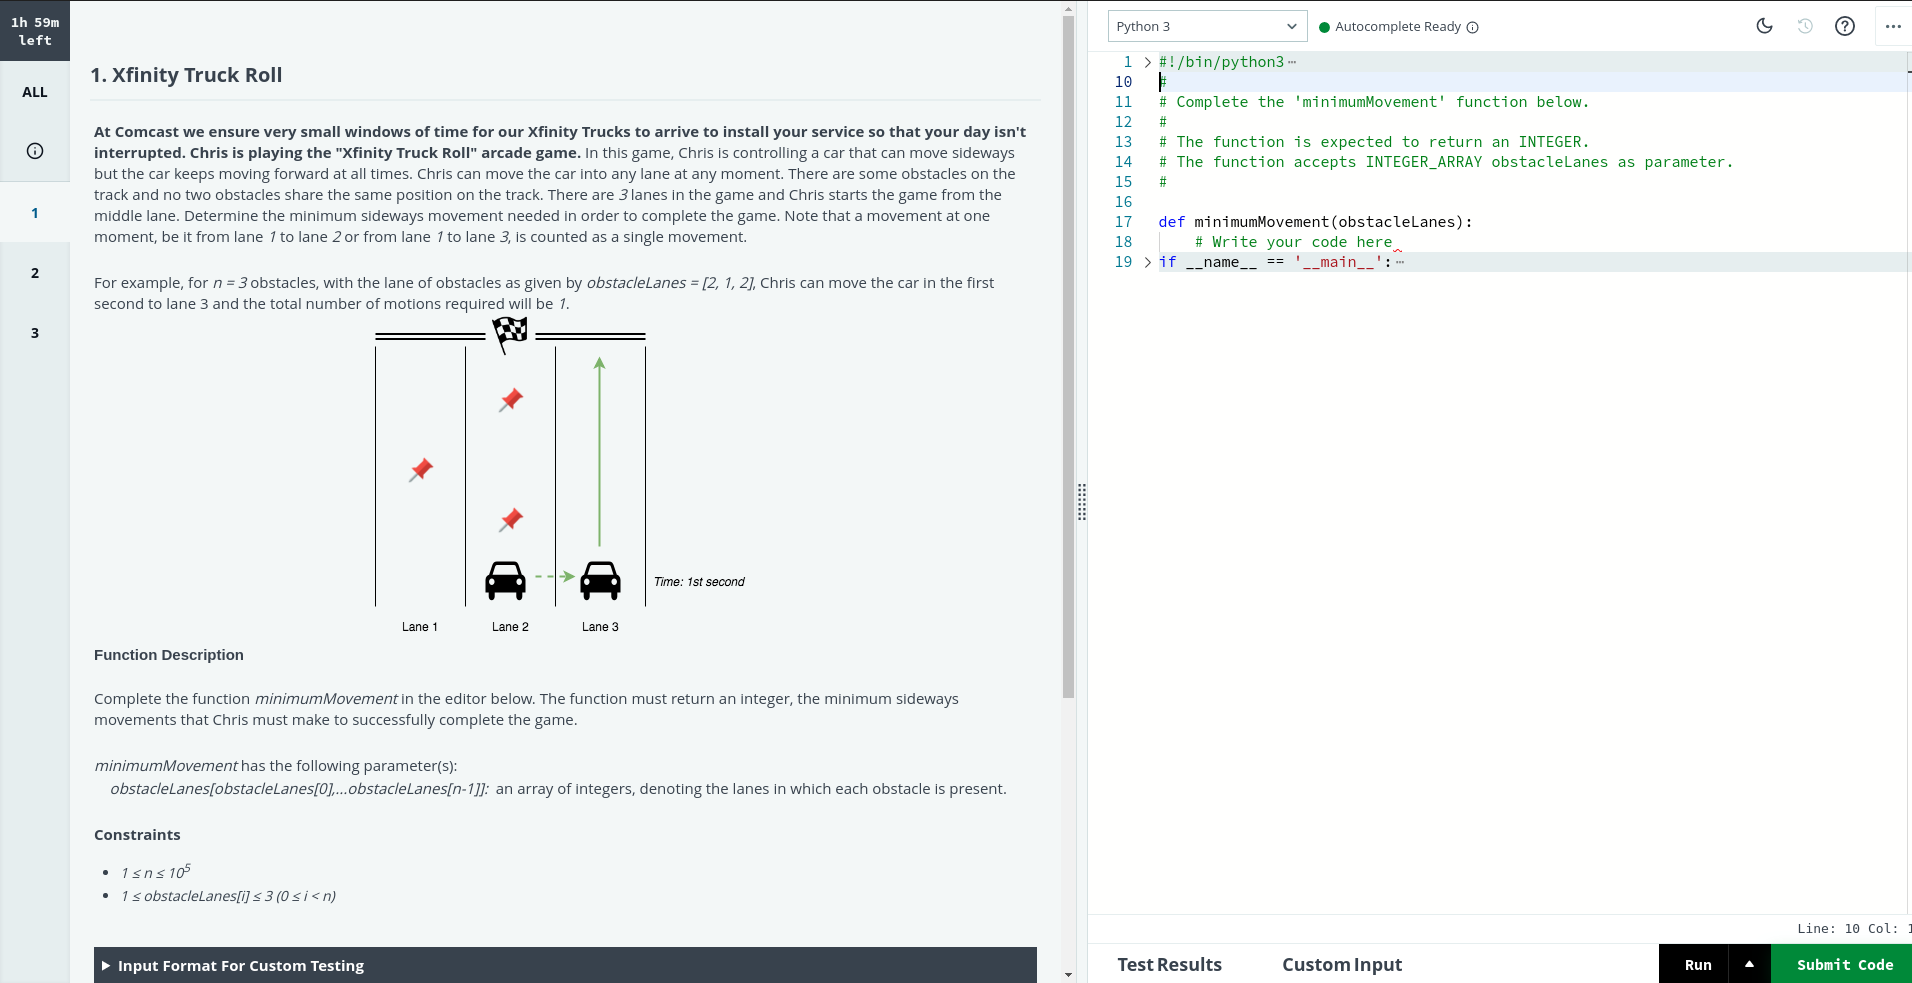 1h 59m
left
ALL
1
2
3
1. Xfinity Truck Roll
At Comcast we ensure very small windows of time for our Xfinity Trucks to arrive to install your service so that your day isn't
interrupted. Chris is playing the "Xfinity Truck Roll" arcade game. In this game, Chris is controlling a car that can move sideways
but the car keeps moving forward at all times. Chris can move the car into any lane at any moment. There are some obstacles on the
track and no two obstacles share the same position on the track. There are 3 lanes in the game and Chris starts the game from the
middle lane. Determine the minimum sideways movement needed in order to complete the game. Note that a movement at one
moment, be it from lane 1 to lane 2 or from lane 1 to lane 3, is counted as a single movement.
For example, for n = 3 obstacles, with the lane of obstacles as given by obstacleLanes = [2, 1, 2], Chris can move the car in the first
second to lane 3 and the total number of motions required will be 1.
Time: 1st second
Lane 1 Lane 2 Lane 3
Function Description
Complete the function minimumMovement in the editor below. The function must return an integer, the minimum sideways
movements that Chris must make to successfully complete the game.
minimumMovement has the following parameter(s):
obstacleLanes[obstacleLanes[0],...obstacleLanes[n-1]]: an array of integers, denoting the lanes in which each obstacle is present.
Constraints
• 1 ≤ n ≤ 10⁵
• 1 ≤ obstacleLanes[i] ≤ 3 (0 ≤ i < n)
Input Format For Custom Testing
Python 3
Autocomplete Ready
1 #!/bin/python3
10 #
11 # Complete the 'minimumMovement' function below.
12 #
13 # The function is expected to return an INTEGER.
14 # The function accepts INTEGER_ARRAY obstacleLanes as parameter.
15 #
16
17 def minimumMovement(obstacleLanes):
18 # Write your code here
19 if __name__ == '__main__':
Line: 10 Col: 1
Test Results Custom Input Run Submit Code